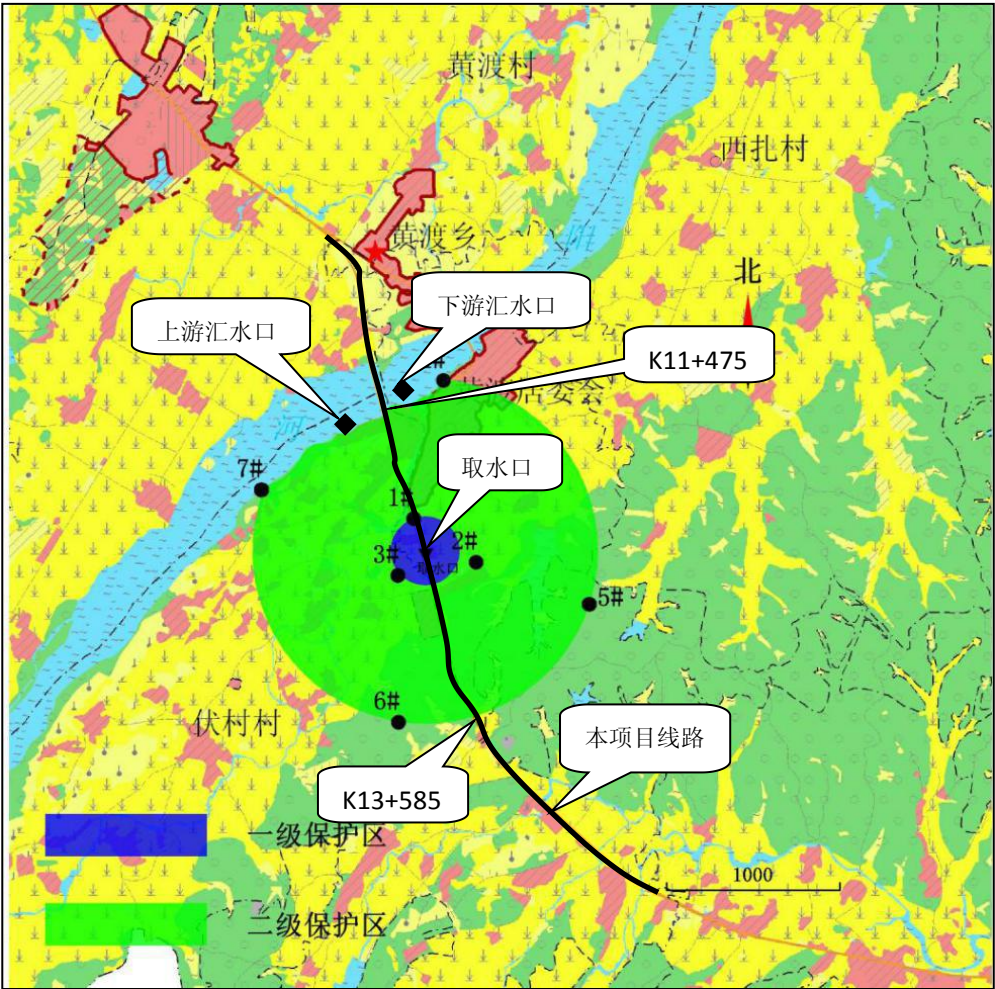 黄渡村
西扎村
黄渡乡
北
下游汇水口
上游汇水口
K11+475
取水口
7#
1#
2#
3#
5#
6#
伏村村
本项目线路
K13+585
一级保护区
1000
二级保护区